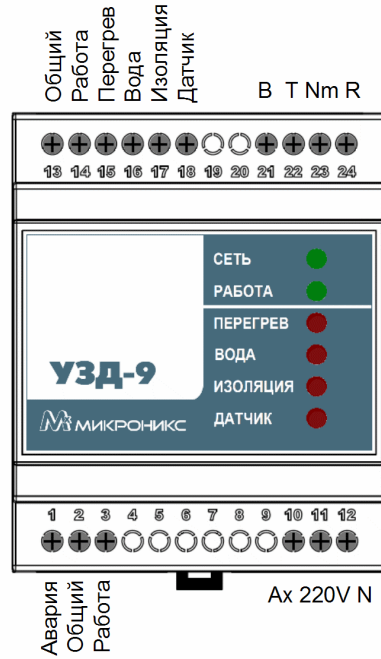 Общий Работа Перегрев Вода Изоляция Датчик
B T Nm R
13 14 15 16 17 18 19 20 21 22 23 24
СЕТЬ
РАБОТА
ПЕРЕГРЕВ
ВОДА
ИЗОЛЯЦИЯ
ДАТЧИК
УЗД-9
МИКРОНИКС
1 2 3 4 5 6 7 8 9 10 11 12
Авария Общий Работа
Ax 220V N